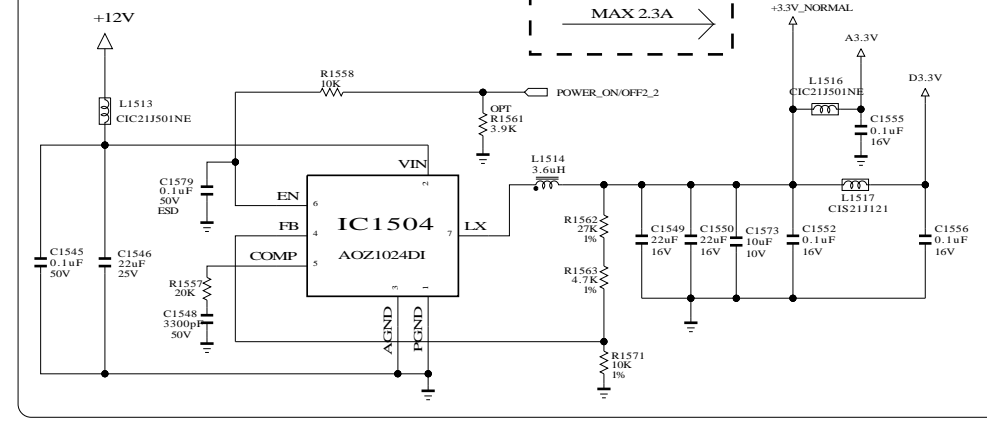 MAX 2.3A
+3.3V_NORMAL
+12V
A3.3V
D3.3V
L1516
CIC21J501NE
R1558
10K
POWER_ON/OFF2_2
OPT
R1561
3.9K
L1513
CIC21J501NE
C1555
0.1uF
16V
VIN
2
L1514
3.6uH
C1579
0.1uF
50V
ESD
EN
6
FB
4
COMP
5
IC1504
AOZ1024DI
7
LX
3
1
AGND
PGND
L1517
CIS21J121
R1562
27K
1%
R1563
4.7K
1%
C1549
22uF
16V
C1550
22uF
16V
C1573
10uF
10V
C1552
0.1uF
16V
C1556
0.1uF
16V
C1545
0.1uF
50V
C1546
22uF
25V
R1557
20K
C1548
3300pF
50V
R1571
10K
1%